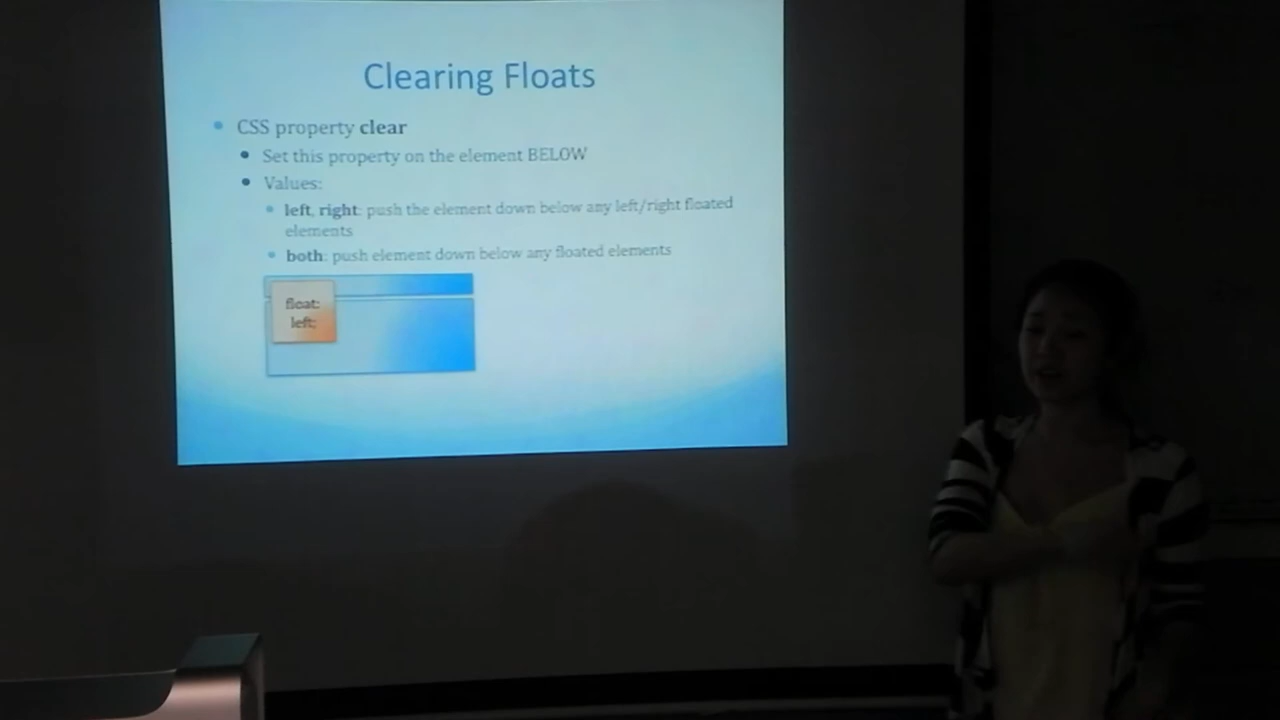 Clearing Floats
CSS property clear
Set this property on the element BELOW
Values:
left, right: push the element down below any left/right floated
elements
both: push element down below any floated elements
float:
left;